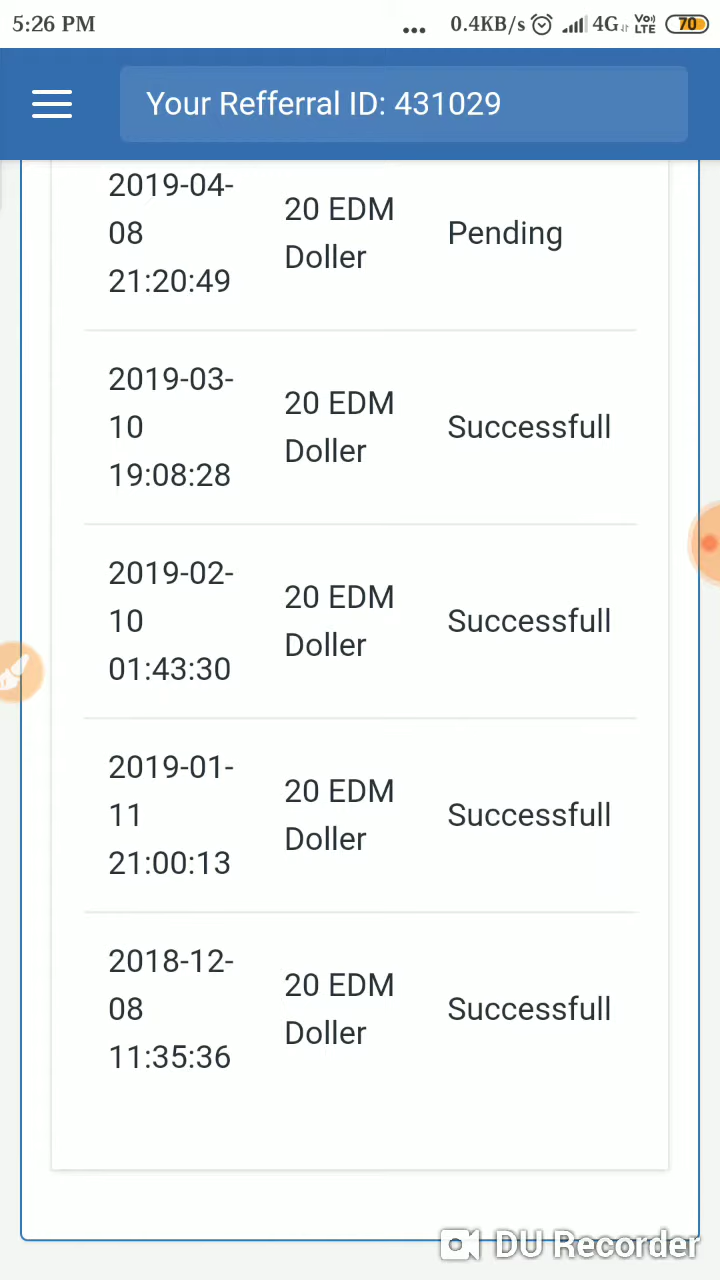 5:26 PM ... 0.4KB/s 4G VoLTE 70
Your Refferral ID: 431029
2019-04-
08
21:20:49
20 EDM
Doller
Pending
2019-03-
10
19:08:28
20 EDM
Doller
Successfull
2019-02-
10
01:43:30
20 EDM
Doller
Successfull
2019-01-
11
21:00:13
20 EDM
Doller
Successfull
2018-12-
08
11:35:36
20 EDM
Doller
Successfull
DU Recorder